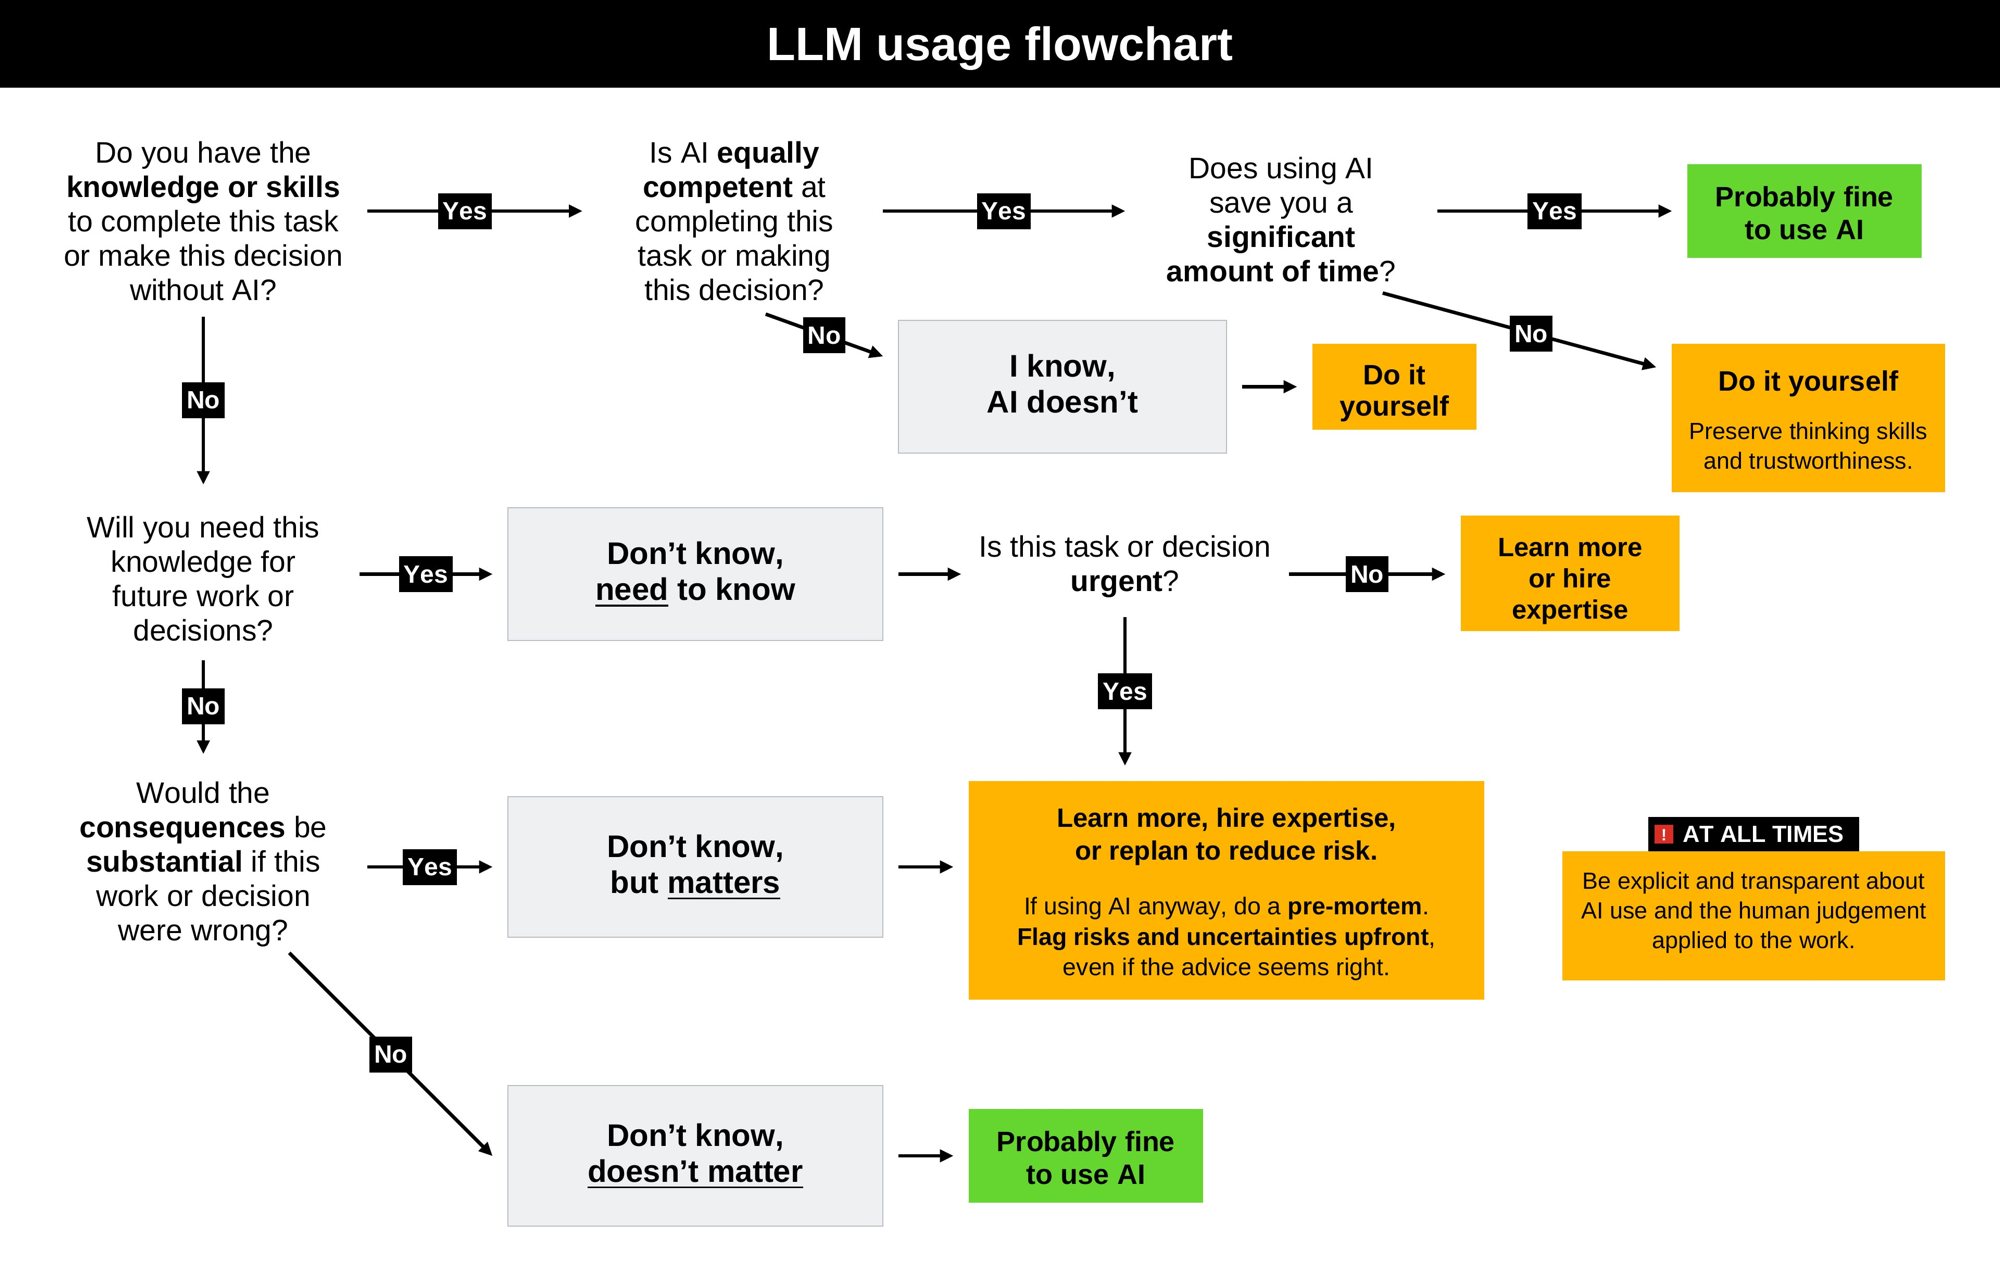 LLM usage flowchart
Do you have the
knowledge or skills
to complete this task
or make this decision
without AI?
Yes
Is AI equally
competent at
completing this
task or making
this decision?
Yes
Does using AI
save you a
significant
amount of time?
Yes
Probably fine
to use AI
No
I know,
AI doesn’t
Do it
yourself
No
Do it yourself
Preserve thinking skills
and trustworthiness.
No
Will you need this
knowledge for
future work or
decisions?
Yes
Don’t know,
need to know
Is this task or decision
urgent?
No
Learn more
or hire
expertise
Yes
No
Would the
consequences be
substantial if this
work or decision
were wrong?
Yes
Don’t know,
but matters
Learn more, hire expertise,
or replan to reduce risk.
If using AI anyway, do a pre-mortem.
Flag risks and uncertainties upfront,
even if the advice seems right.
! AT ALL TIMES
Be explicit and transparent about
AI use and the human judgement
applied to the work.
No
Don’t know,
doesn’t matter
Probably fine
to use AI